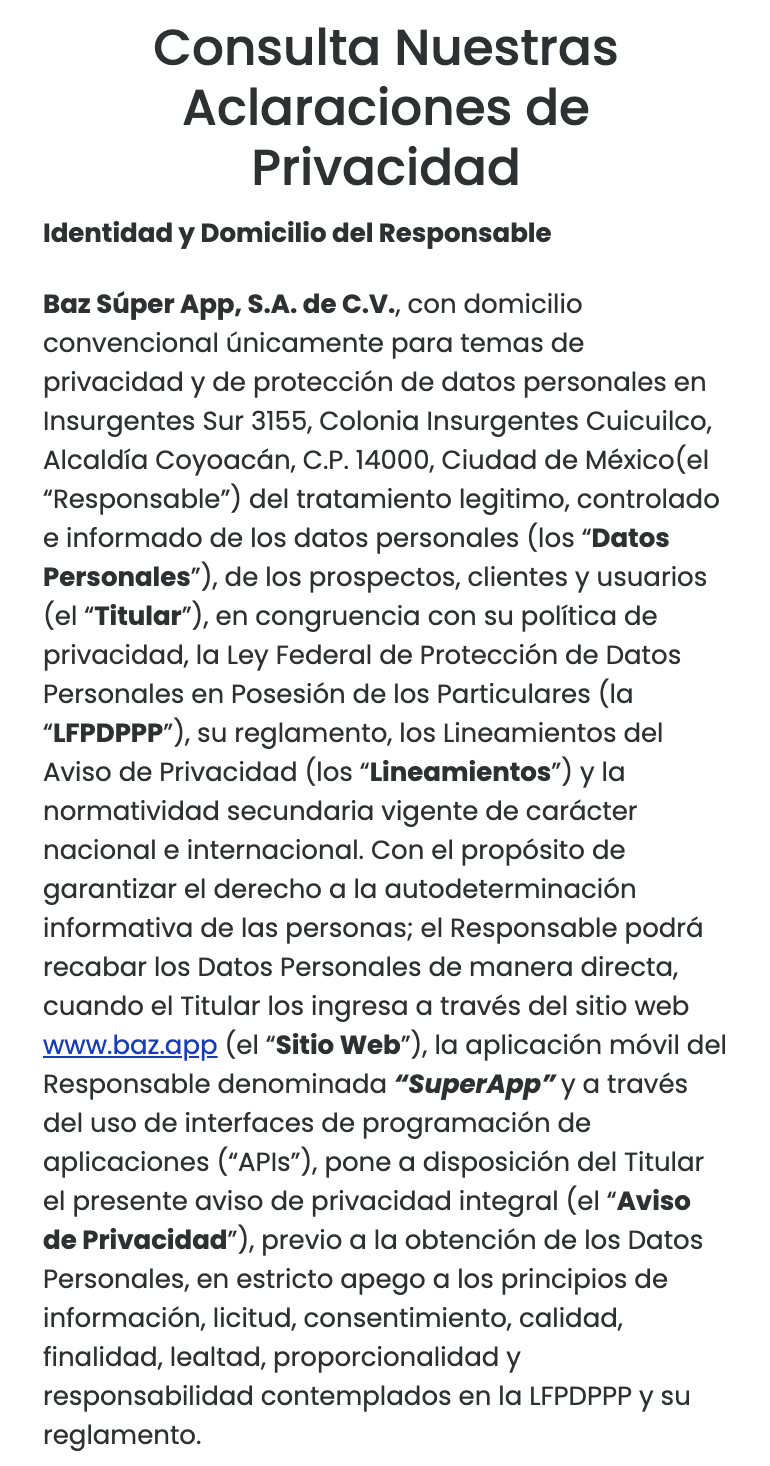 Consulta Nuestras
Aclaraciones de
Privacidad
Identidad y Domicilio del Responsable
Baz Súper App, S.A. de C.V., con domicilio
convencional únicamente para temas de
privacidad y de protección de datos personales en
Insurgentes Sur 3155, Colonia Insurgentes Cuicuilco,
Alcaldía Coyoacán, C.P. 14000, Ciudad de México(el
“Responsable”) del tratamiento legitimo, controlado
e informado de los datos personales (los “Datos
Personales”), de los prospectos, clientes y usuarios
(el “Titular”), en congruencia con su política de
privacidad, la Ley Federal de Protección de Datos
Personales en Posesión de los Particulares (la
“LFPDPPP”), su reglamento, los Lineamientos del
Aviso de Privacidad (los “Lineamientos”) y la
normatividad secundaria vigente de carácter
nacional e internacional. Con el propósito de
garantizar el derecho a la autodeterminación
informativa de las personas; el Responsable podrá
recabar los Datos Personales de manera directa,
cuando el Titular los ingresa a través del sitio web
www.baz.app (el “Sitio Web”), la aplicación móvil del
Responsable denominada “SuperApp” y a través
del uso de interfaces de programación de
aplicaciones (“APIs”), pone a disposición del Titular
el presente aviso de privacidad integral (el “Aviso
de Privacidad”), previo a la obtención de los Datos
Personales, en estricto apego a los principios de
información, licitud, consentimiento, calidad,
finalidad, lealtad, proporcionalidad y
responsabilidad contemplados en la LFPDPPP y su
reglamento.